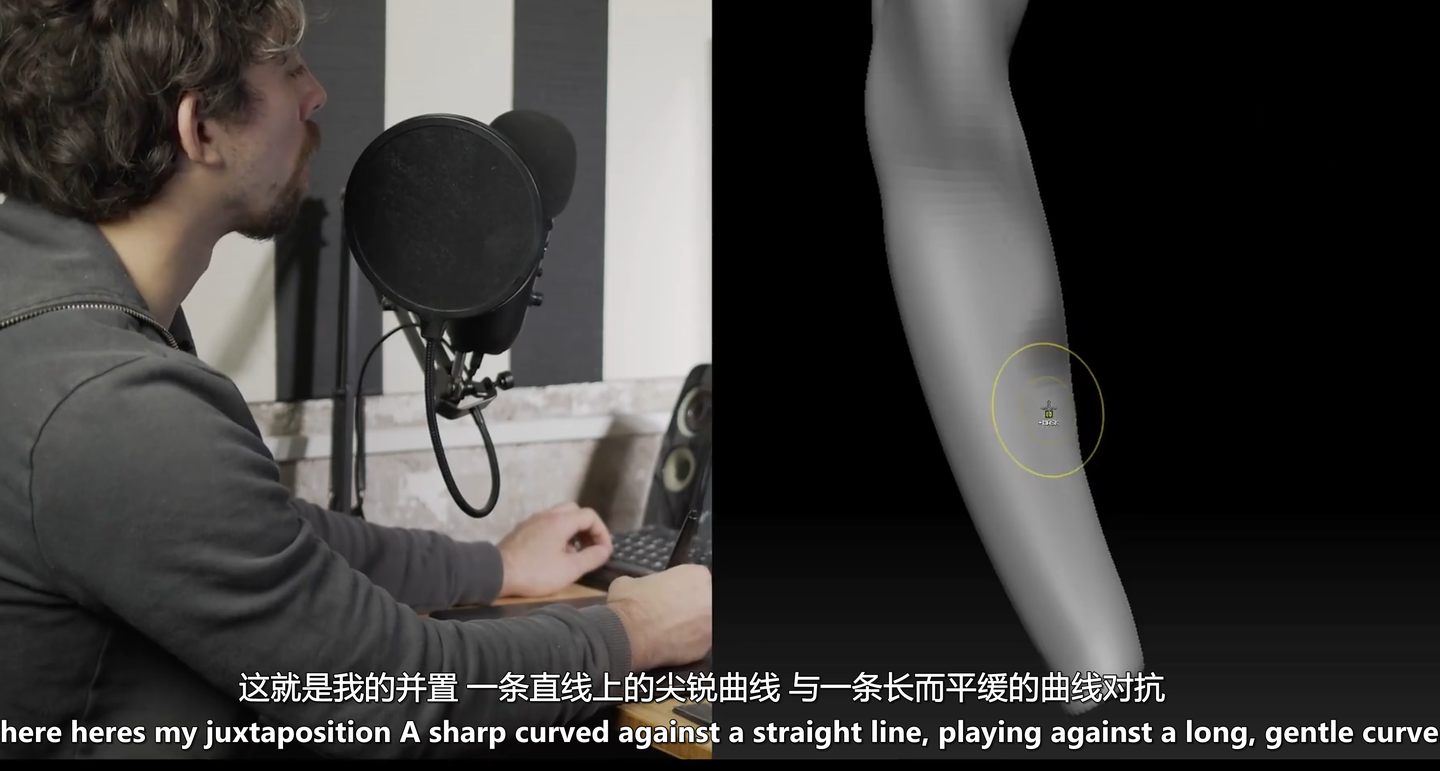 这就是我的并置 一条直线上的尖锐曲线 与一条长而平缓的曲线对抗
here heres my juxtaposition A sharp curved against a straight line, playing against a long, gentle curve